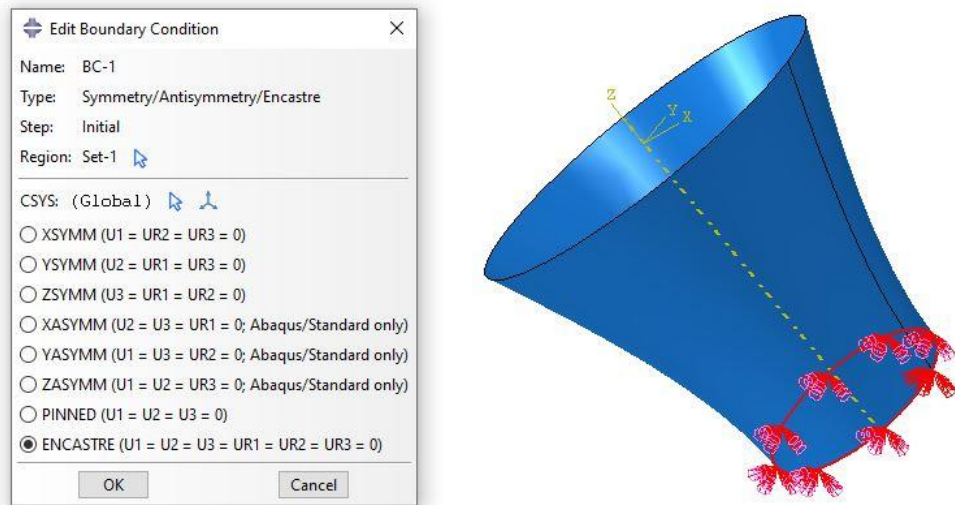 Edit Boundary Condition
Name: BC-1
Type: Symmetry/Antisymmetry/Encastre
Step: Initial
Region: Set-1
CSYS: (Global)
XSYMM (U1 = UR2 = UR3 = 0)
YSYMM (U2 = UR1 = UR3 = 0)
ZSYMM (U3 = UR1 = UR2 = 0)
XASYMM (U2 = U3 = UR1 = 0; Abaqus/Standard only)
YASYMM (U1 = U3 = UR2 = 0; Abaqus/Standard only)
ZASYMM (U1 = U2 = UR3 = 0; Abaqus/Standard only)
PINNED (U1 = U2 = U3 = 0)
ENCASTRE (U1 = U2 = U3 = UR1 = UR2 = UR3 = 0)
OK Cancel
Z
Y
X